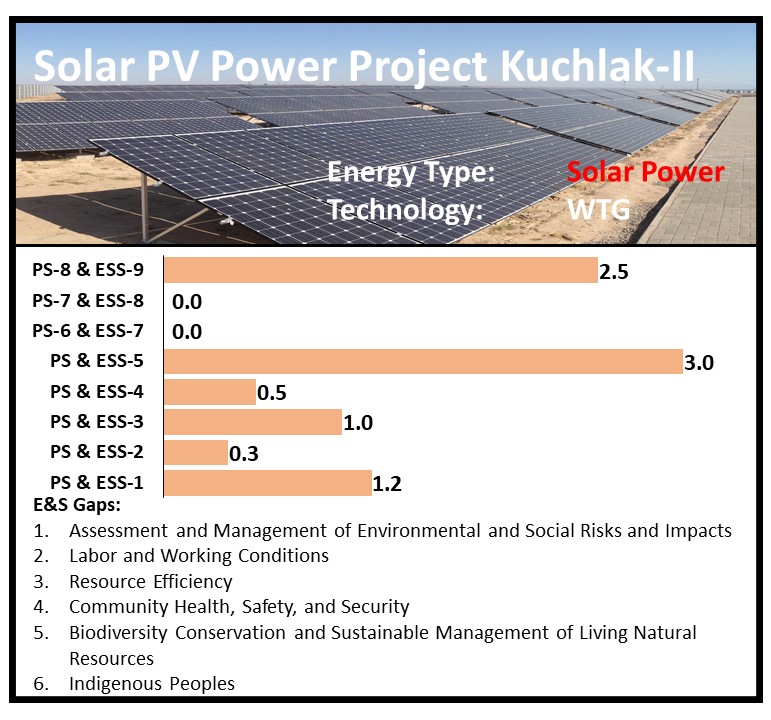 Solar PV Power Project Kuchlak-II
Energy Type: Solar Power
Technology: WTG
PS-8 & ESS-9 2.5
PS-7 & ESS-8 0.0
PS-6 & ESS-7 0.0
PS & ESS-5 3.0
PS & ESS-4 0.5
PS & ESS-3 1.0
PS & ESS-2 0.3
PS & ESS-1 1.2
E&S Gaps:
1. Assessment and Management of Environmental and Social Risks and Impacts
2. Labor and Working Conditions
3. Resource Efficiency
4. Community Health, Safety, and Security
5. Biodiversity Conservation and Sustainable Management of Living Natural
Resources
6. Indigenous Peoples